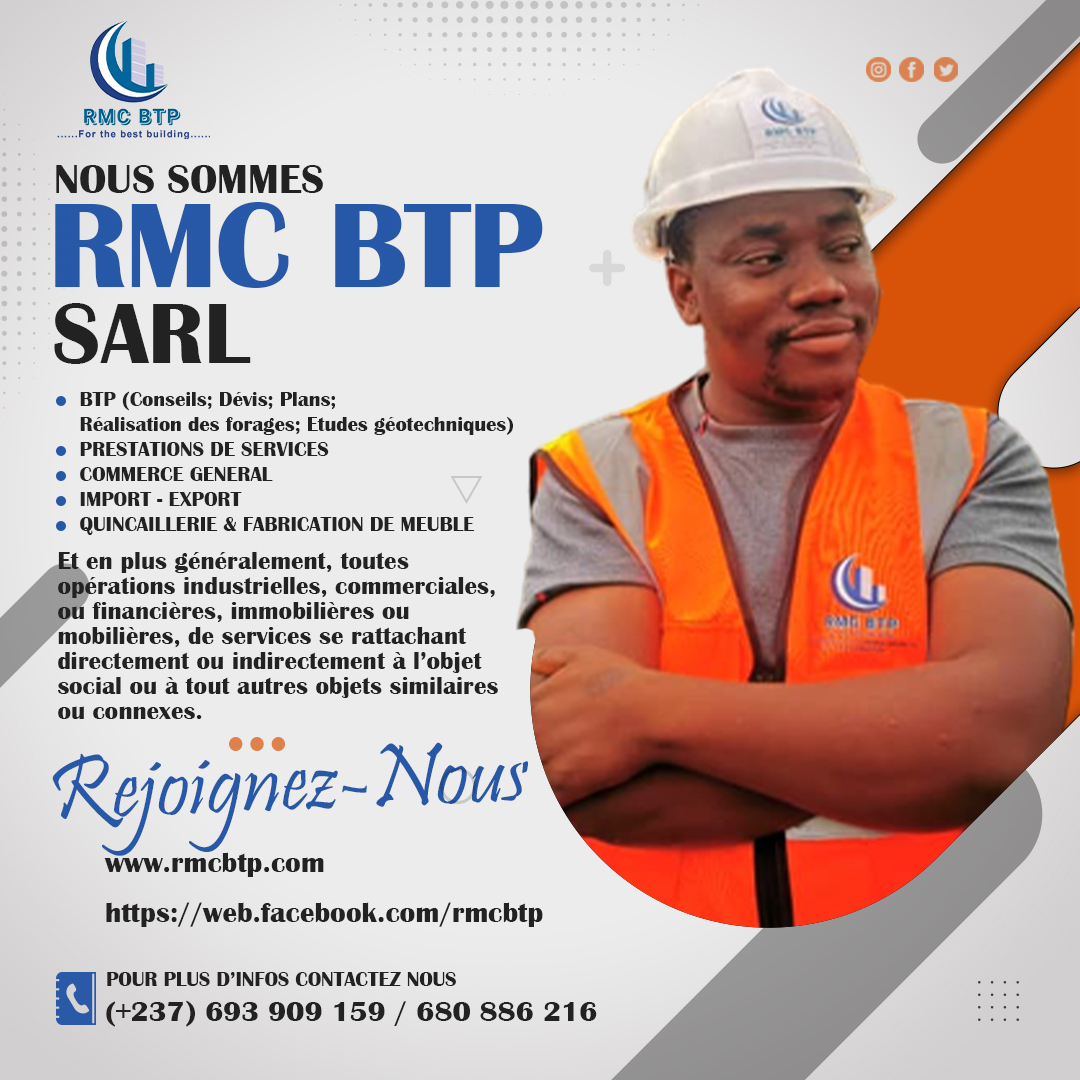 RMC BTP
......For the best building......
NOUS SOMMES
RMC BTP
SARL
BTP (Conseils; Dévis; Plans;
Réalisation des forages; Etudes géotechniques)
PRESTATIONS DE SERVICES
COMMERCE GENERAL
IMPORT - EXPORT
QUINCAILLERIE & FABRICATION DE MEUBLE
Et en plus généralement, toutes
opérations industrielles, commerciales,
ou financières, immobilières ou
mobilières, de services se rattachant
directement ou indirectement à l’objet
social ou à tout autres objets similaires
ou connexes.
Rejoignez-Nous
www.rmcbtp.com
https://web.facebook.com/rmcbtp
POUR PLUS D’INFOS CONTACTEZ NOUS
(+237) 693 909 159 / 680 886 216
RMC BTP
RMC BTP